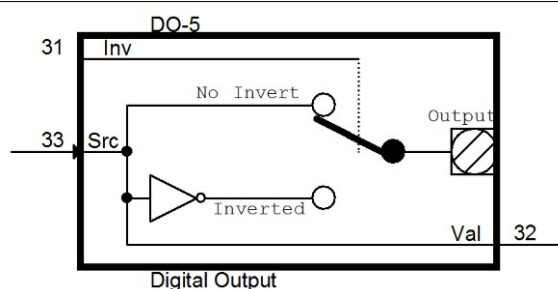 DO-5
31 Inv
No Invert
Output
33 Src
Inverted
Val 32
Digital Output